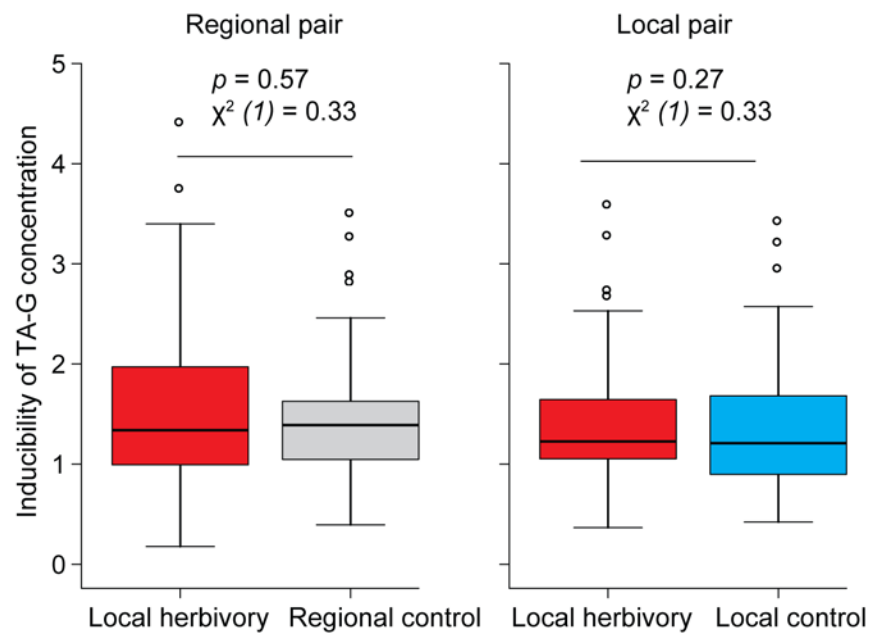 Regional pair
Local pair
p = 0.57
χ² (1) = 0.33
p = 0.27
χ² (1) = 0.33
Inducibility of TA-G concentration
5
4
3
2
1
0
Local herbivory
Regional control
Local herbivory
Local control